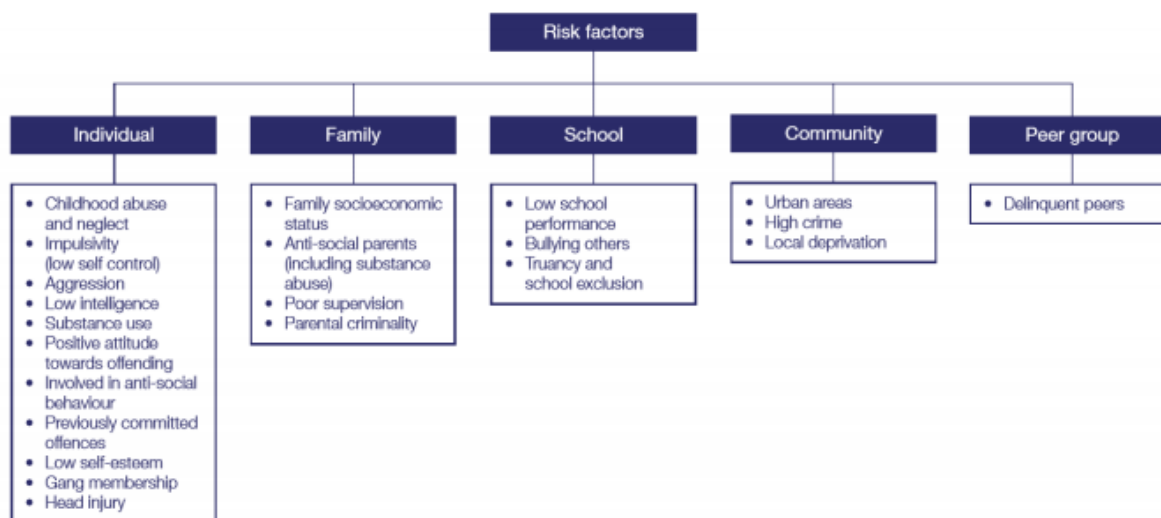 Risk factors
Individual
• Childhood abuse
and neglect
• Impulsivity
(low self control)
• Aggression
• Low intelligence
• Substance use
• Positive attitude
towards offending
• Involved in anti-social
behaviour
• Previously committed
offences
• Low self-esteem
• Gang membership
• Head injury
Family
• Family socioeconomic
status
• Anti-social parents
(including substance
abuse)
• Poor supervision
• Parental criminality
School
• Low school
performance
• Bullying others
• Truancy and
school exclusion
Community
• Urban areas
• High crime
• Local deprivation
Peer group
• Delinquent peers